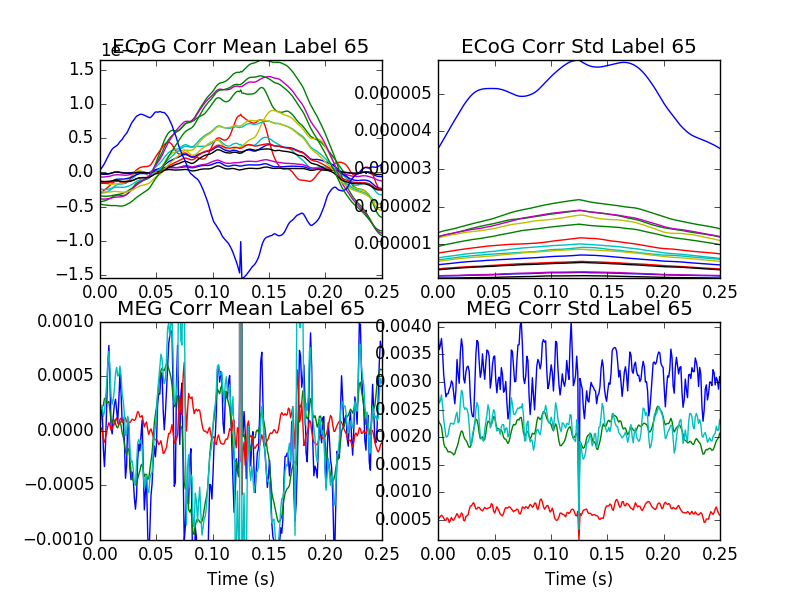 ECoG Corr Mean Label 65
1e−7
1.5
1.0
0.5
0.0
−0.5
−1.0
−1.5
0.00 0.05 0.10 0.15 0.20 0.25
ECoG Corr Std Label 65
0.000005
0.000004
0.000003
0.000002
0.000001
0.00 0.05 0.10 0.15 0.20 0.25
MEG Corr Mean Label 65
0.0010
0.0005
0.0000
−0.0005
−0.0010
0.00 0.05 0.10 0.15 0.20 0.25
Time (s)
MEG Corr Std Label 65
0.0040
0.0035
0.0030
0.0025
0.0020
0.0015
0.0010
0.0005
0.00 0.05 0.10 0.15 0.20 0.25
Time (s)